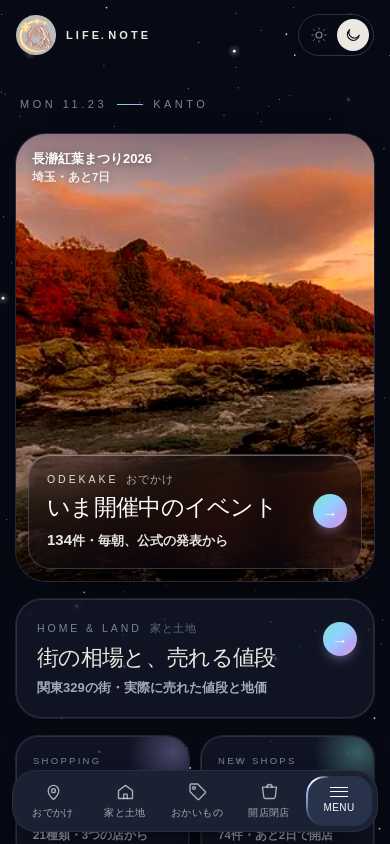 LIFE.NOTE
MON 11.23 KANTO
長瀞紅葉まつり2026
埼玉・あと7日
ODEKAKE おでかけ
いま開催中のイベント
→
134件・毎朝、公式の発表から
HOME & LAND 家と土地
街の相場と、売れる値段
→
関東329の街・実際に売れた値段と地価
SHOPPING
NEW SHOPS
おでかけ
家と土地
おかいもの
開店閉店
MENU
21種類・3つの店から
74件・あと2日で開店